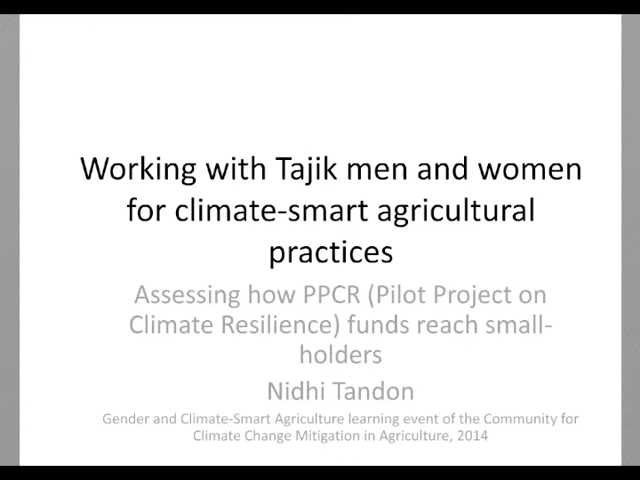 Working with Tajik men and women
for climate-smart agricultural
practices
Assessing how PPCR (Pilot Project on
Climate Resilience) funds reach small-
holders
Nidhi Tandon
Gender and Climate-Smart Agriculture learning event of the Community for
Climate Change Mitigation in Agriculture, 2014